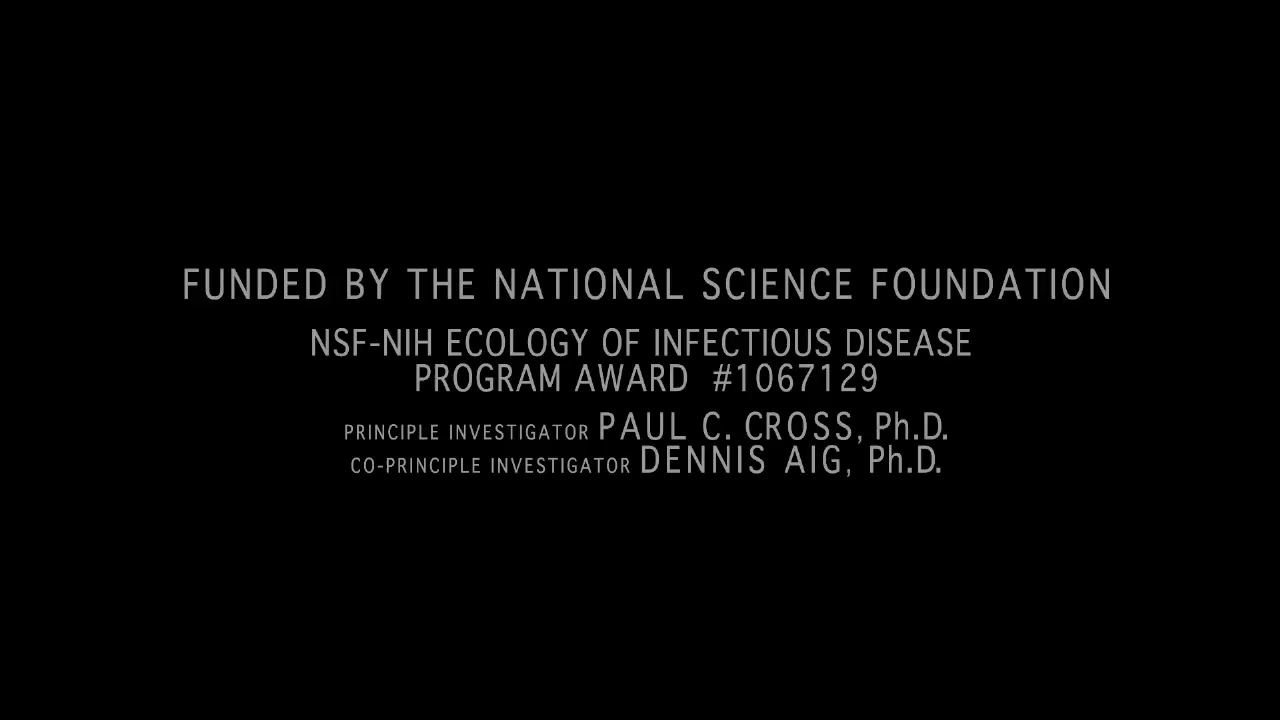 FUNDED BY THE NATIONAL SCIENCE FOUNDATION
NSF-NIH ECOLOGY OF INFECTIOUS DISEASE
PROGRAM AWARD #1067129
PRINCIPLE INVESTIGATOR PAUL C. CROSS, Ph.D.
CO-PRINCIPLE INVESTIGATOR DENNIS AIG, Ph.D.